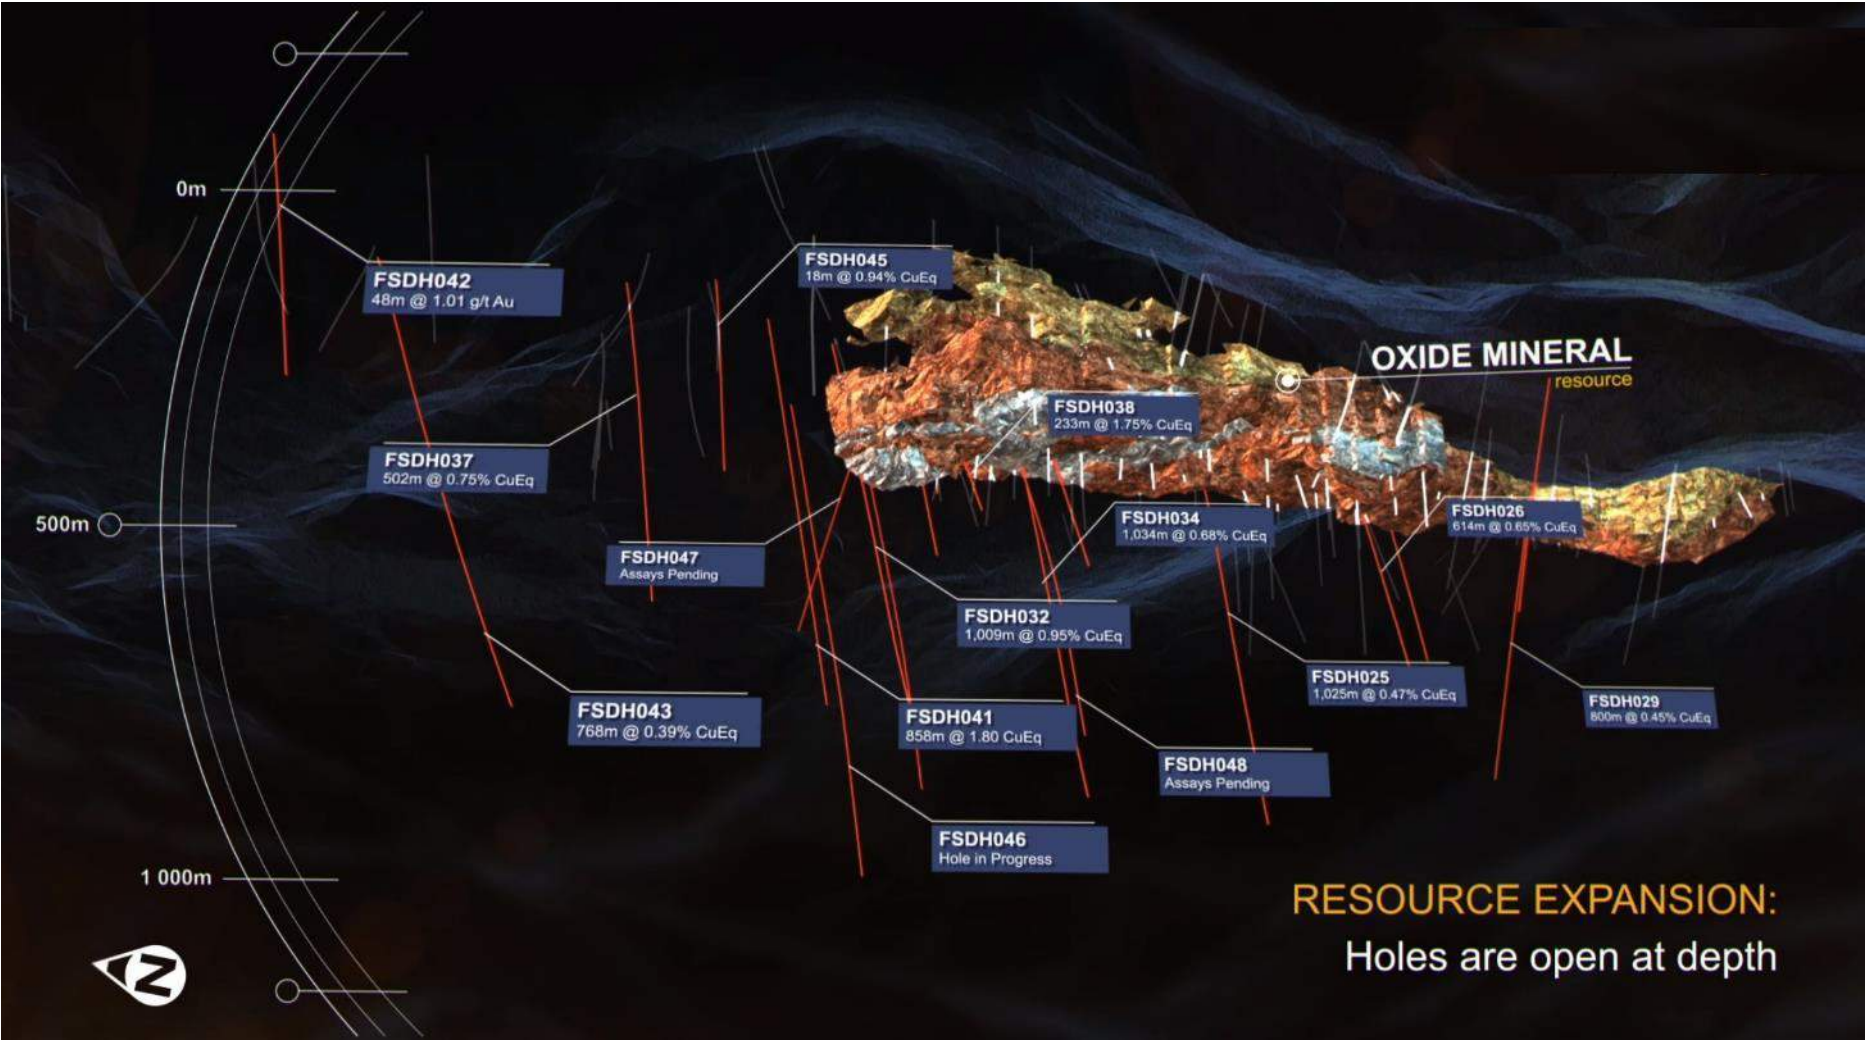 0m
FSDH042
48m @ 1.01 g/t Au
FSDH045
18m @ 0.94% CuEq
OXIDE MINERAL
resource
FSDH038
233m @ 1.75% CuEq
FSDH037
502m @ 0.75% CuEq
500m
FSDH047
Assays Pending
FSDH034
1,034m @ 0.68% CuEq
FSDH026
614m @ 0.65% CuEq
FSDH032
1,009m @ 0.95% CuEq
FSDH025
1,025m @ 0.47% CuEq
FSDH029
800m @ 0.45% CuEq
FSDH043
768m @ 0.39% CuEq
FSDH041
858m @ 1.80 CuEq
FSDH048
Assays Pending
FSDH046
Hole in Progress
1 000m
RESOURCE EXPANSION:
Holes are open at depth
N